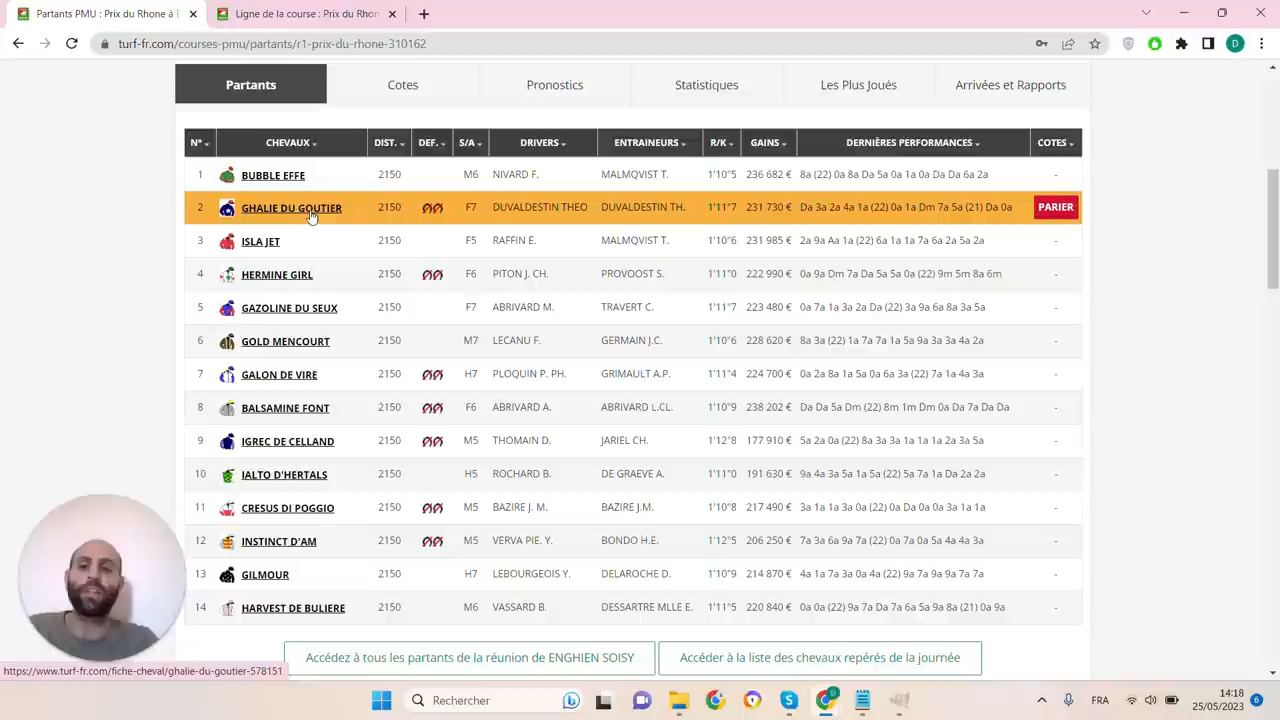 Partants PMU : Prix du Rhone à E
Ligne de la course : Prix du Rhon
turf-fr.com/courses-pmu/partants/r1-prix-du-rhone-310162
D
Partants Cotes Pronostics Statistiques Les Plus Joués Arrivées et Rapports
N° CHEVAUX DIST. DEF. S/A DRIVERS ENTRAINEURS R/K GAINS DERNIÈRES PERFORMANCES COTES
1 BUBBLE EFFE 2150 M6 NIVARD F. MALMQVIST T. 1'10"5 236 682 € 8a (22) 0a 8a Da 5a 0a 1a 0a Da Da 6a 2a -
2 GHALIE DU GOUTIER 2150 F7 DUVALDESTIN THEO DUVALDESTIN TH. 1'11"7 231 730 € Da 3a 2a 4a 1a (22) 0a 1a Dm 7a 5a (21) Da 0a PARIER
3 ISLA JET 2150 F5 RAFFIN E. MALMQVIST T. 1'10"6 231 985 € 2a 9a Aa 1a (22) 6a 1a 1a 7a 6a 2a 5a 2a -
4 HERMINE GIRL 2150 F6 PITON J. CH. PROVOOST S. 1'11"0 222 990 € 0a 9a Dm 7a Da 5a 5a 0a (22) 9m 5m 8a 6m -
5 GAZOLINE DU SEUX 2150 F7 ABRIVARD M. TRAVERT C. 1'11"7 223 480 € 0a 7a 1a 3a 2a Da (22) 3a 9a 6a 8a 3a 5a -
6 GOLD MENCOURT 2150 M7 LECANU F. GERMAIN J.C. 1'10"6 228 620 € 8a 3a (22) 1a 7a 7a 1a 5a 9a 3a 3a 4a 2a -
7 GALON DE VIRE 2150 H7 PLOQUIN P. PH. GRIMAULT A.P. 1'11"4 224 700 € 0a 2a 8a 1a 5a 0a 6a 3a (22) 7a 1a 4a 3a -
8 BALSAMINE FONT 2150 F6 ABRIVARD A. ABRIVARD L.CL. 1'10"9 238 202 € Da Da 5a Dm (22) 8m 1m Dm 0a Da 7a Da Da -
9 IGREC DE CELLAND 2150 M5 THOMAIN D. JARIEL CH. 1'12"8 177 910 € 5a 2a 0a (22) 8a 3a 3a 1a 1a 2a 3a 5a -
10 IALTO D'HERTALS 2150 H5 ROCHARD B. DE GRAEVE A. 1'11"0 191 630 € 9a 4a 3a 5a 1a 5a (22) 5a 7a 1a Da 2a 2a -
11 CRESUS DI POGGIO 2150 M5 BAZIRE J. M. BAZIRE J.M. 1'10"8 217 490 € 3a 1a 1a 3a 0a (22) 0a Da 0a 0a 3a 1a 1a -
12 INSTINCT D'AM 2150 M5 VERVA PIE. Y. BONDO H.E. 1'12"5 206 250 € 7a 3a 6a 9a 7a (22) 0a 7a 0a 5a 4a 4a 3a -
13 GILMOUR H7 LEBOURGEOIS Y. DELAROCHE D. 2150 1'10"9 214 870 € 4a 1a 7a 3a 0a 4a (22) 9a 7a 9a 9a 7a 7a -
14 HARVEST DE BULIERE 2150 M6 VASSARD B. DESSARTRE MLLE E. 1'11"5 220 840 € 0a 0a (22) 9a 7a Da 7a 6a 5a 9a 8a (21) 0a 9a -
Accédez à tous les partants de la réunion de ENGHIEN SOISY Accéder à la liste des chevaux repérés de la journée
https://www.turf-fr.com/fiche-cheval/ghalie-du-goutier-578151
Rechercher FRA 14:18
25/05/2023 6